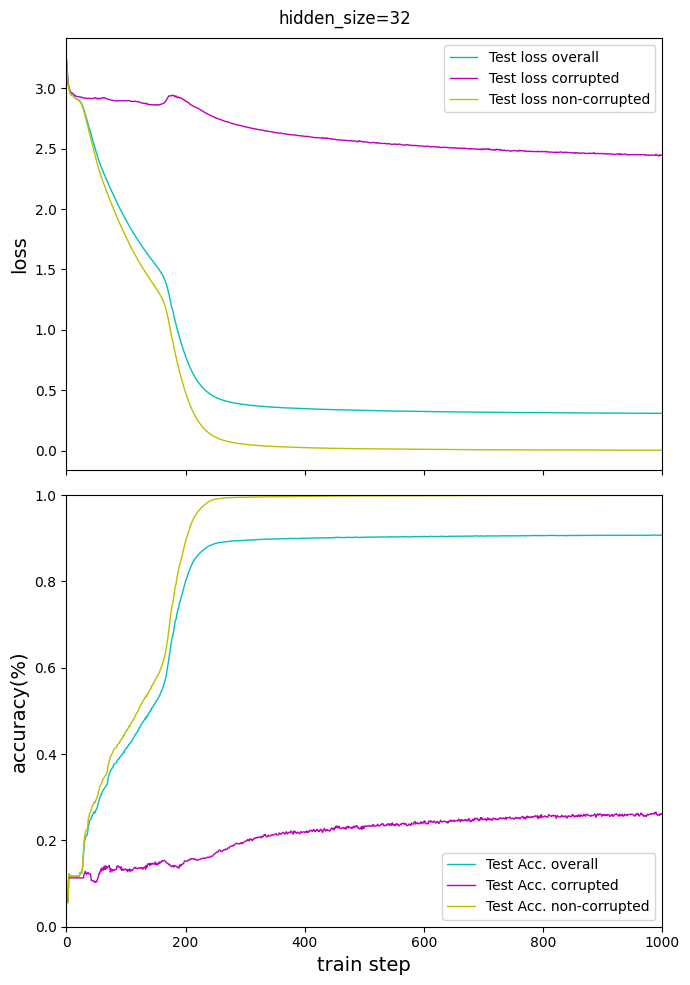 hidden_size=32
Test loss overall
Test loss corrupted
Test loss non-corrupted
3.0
2.5
2.0
1.5
1.0
0.5
0.0
loss
1.0
0.8
0.6
0.4
0.2
0.0
accuracy(%)
Test Acc. overall
Test Acc. corrupted
Test Acc. non-corrupted
0 200 400 600 800 1000
train step